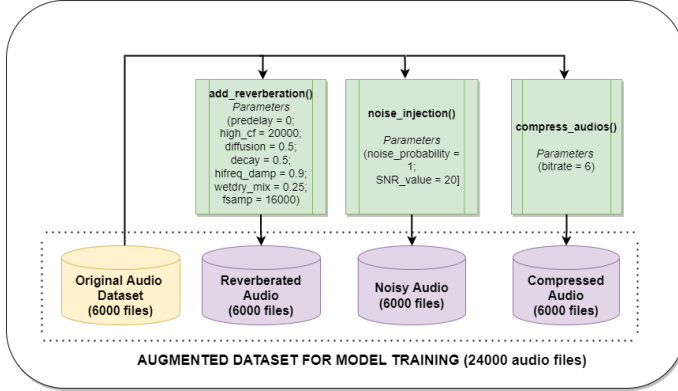 add_reverberation()
Parameters
(predelay = 0;
high_cf = 20000;
diffusion = 0.5;
decay = 0.5;
hifreq_damp = 0.9;
wetdry_mix = 0.25;
fsamp = 16000)
noise_injection()
Parameters
(noise_probability =
1;
SNR_value = 20]
compress_audios()
Parameters
(bitrate = 6)
Original Audio
Dataset
(6000 files)
Reverberated
Audio
(6000 files)
Noisy Audio
(6000 files)
Compressed
Audio
(6000 files)
AUGMENTED DATASET FOR MODEL TRAINING (24000 audio files)